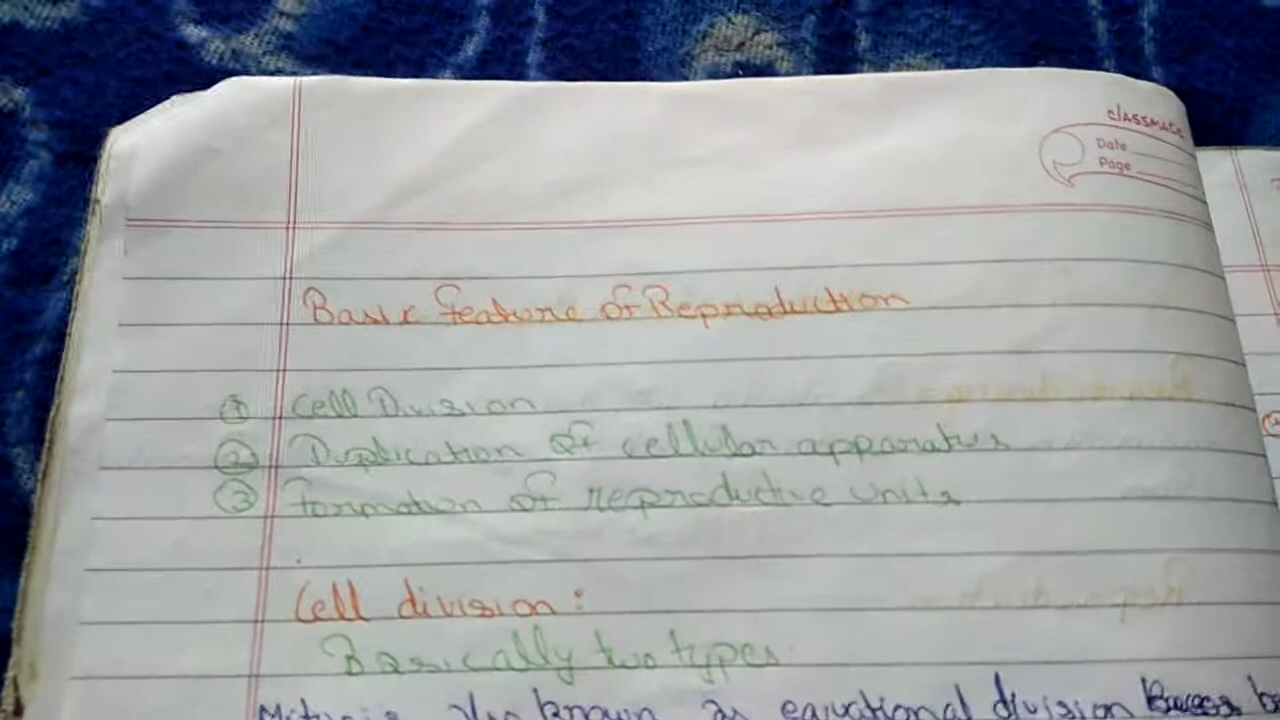 classmate
Date
Page
Basic feature of Reproduction
① Cell Division
② Duplication of cellular apparatus
③ formation of reproductive units
Cell division :
Basically two types
known as equational division